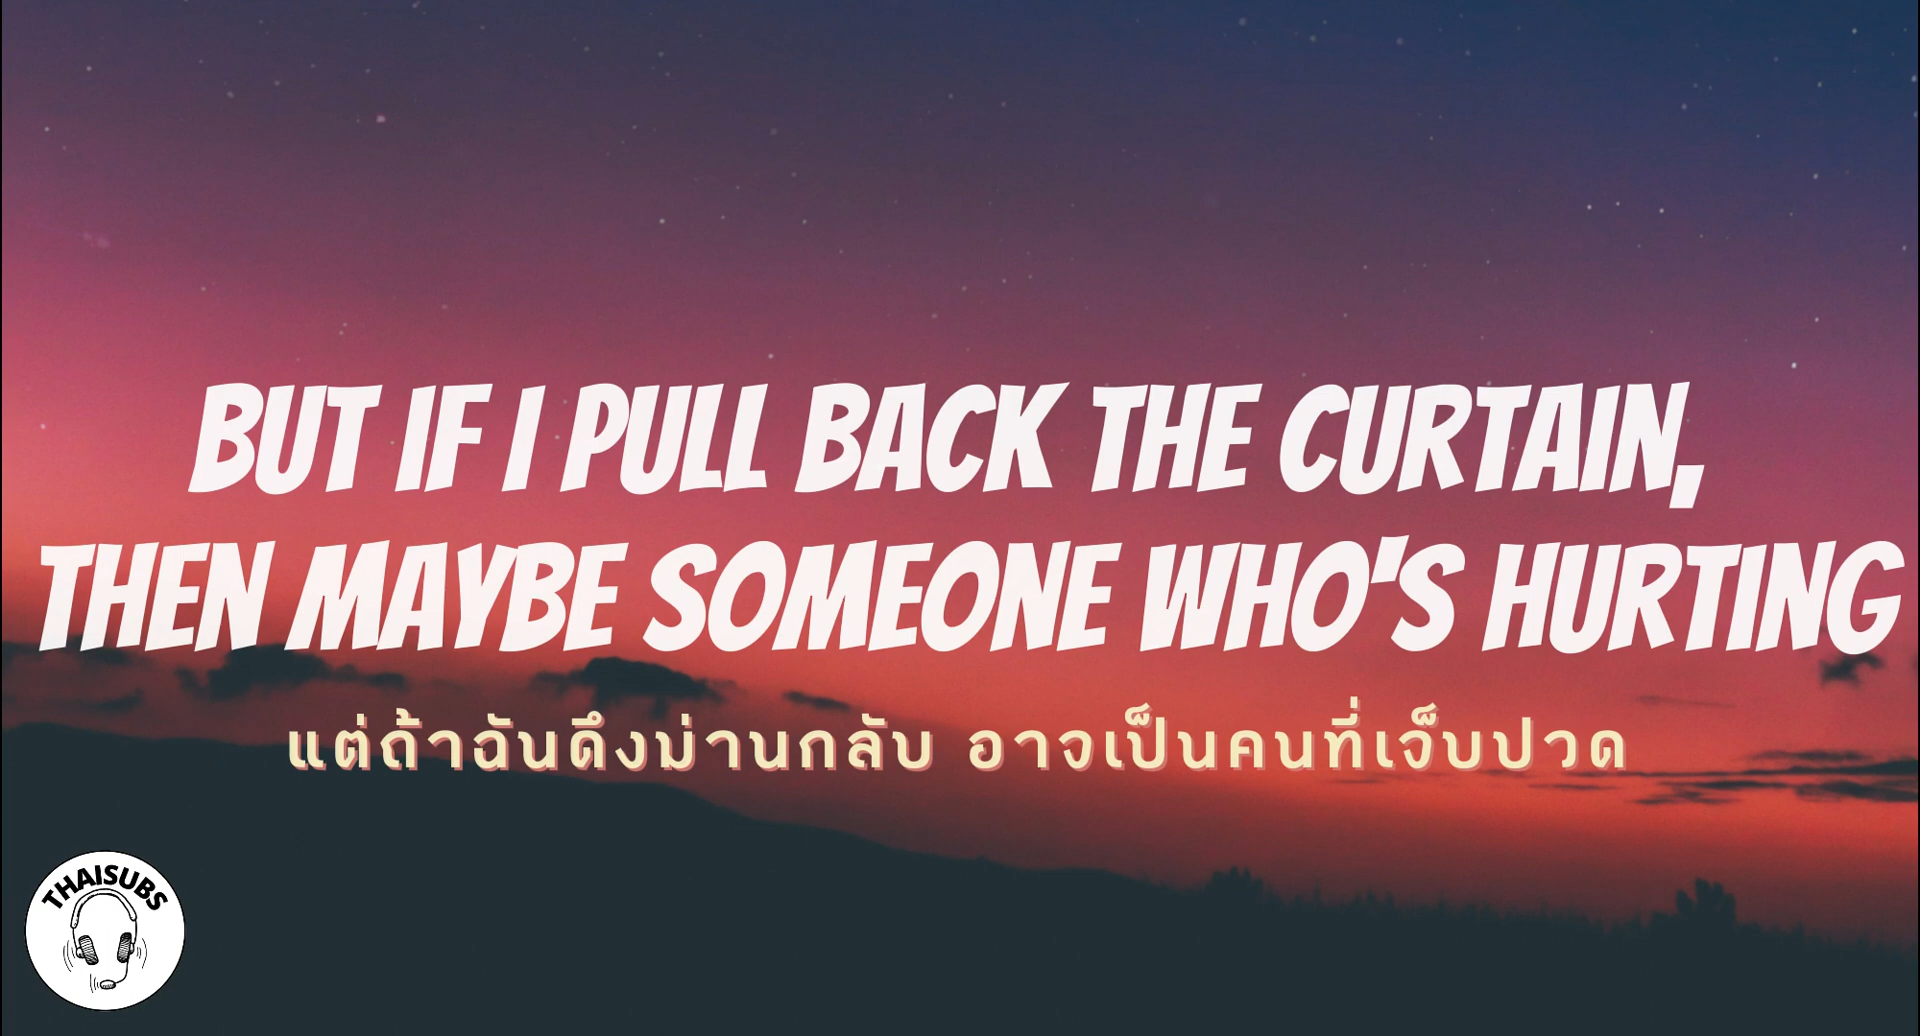 BUT IF I PULL BACK THE CURTAIN,
THEN MAYBE SOMEONE WHO'S HURTING
แต่ถ้าฉันดึงม่านกลับ อาจเป็นคนที่เจ็บปวด
THAISUBS